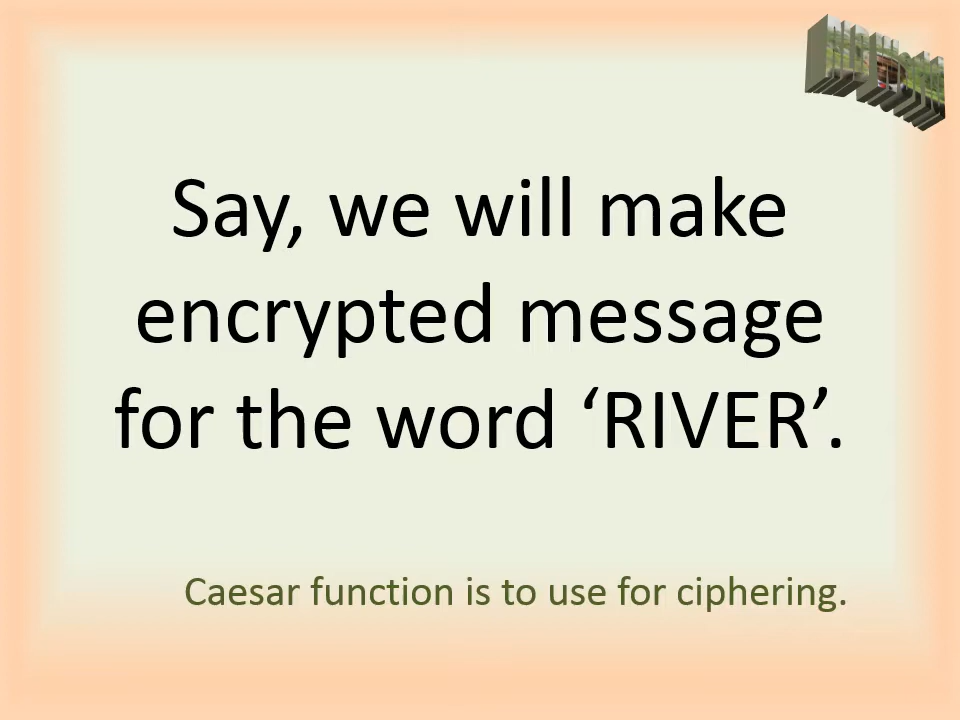 Say, we will make
encrypted message
for the word ‘RIVER’.
Caesar function is to use for ciphering.